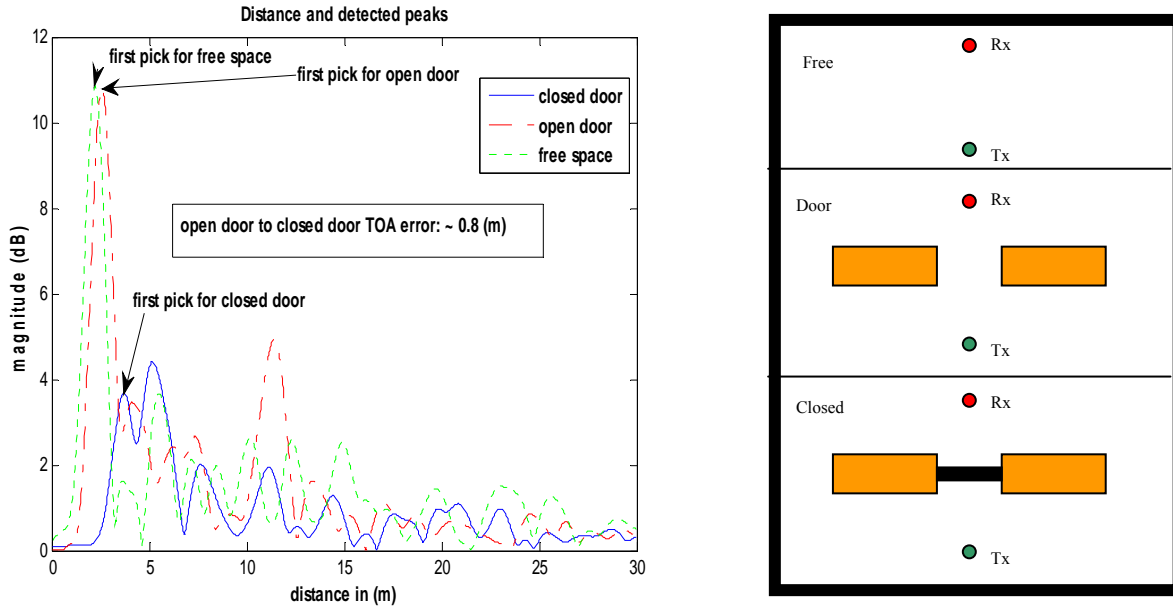 Distance and detected peaks
12
10
8
6
4
2
0
magnitude (dB)
first pick for free space
first pick for open door
closed door
open door
free space
open door to closed door TOA error: ~ 0.8 (m)
first pick for closed door
0
5
10
15
20
25
30
distance in (m)
Free
Rx
Tx
Door
Rx
Tx
Closed
Rx
Tx